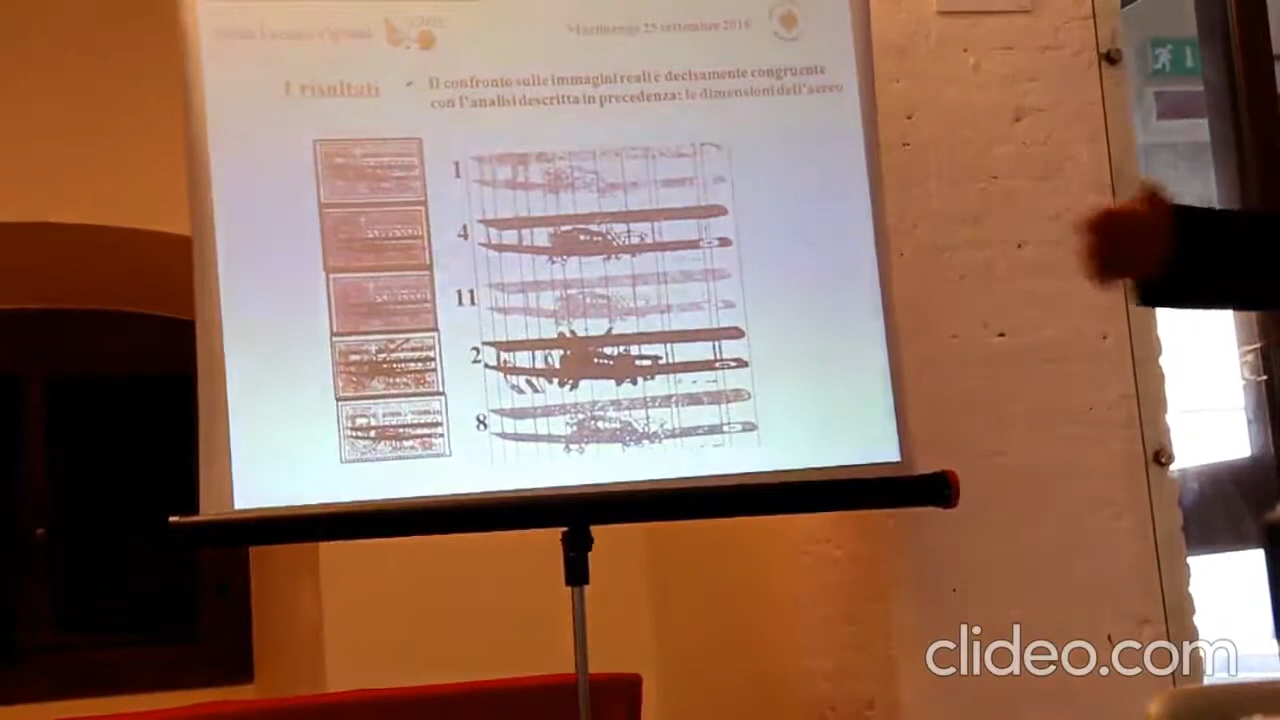 25 settembre 2016
I risultati
Il confronto sulle immagini reali è decisamente congruente
con l'analisi descritta in precedenza: le dimensioni dell'aereo
1
4
11
2
8
clideo.com